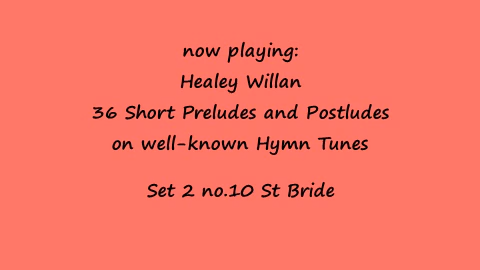 now playing:
Healey Willan
36 Short Preludes and Postludes
on well-known Hymn Tunes
Set 2 no.10 St Bride